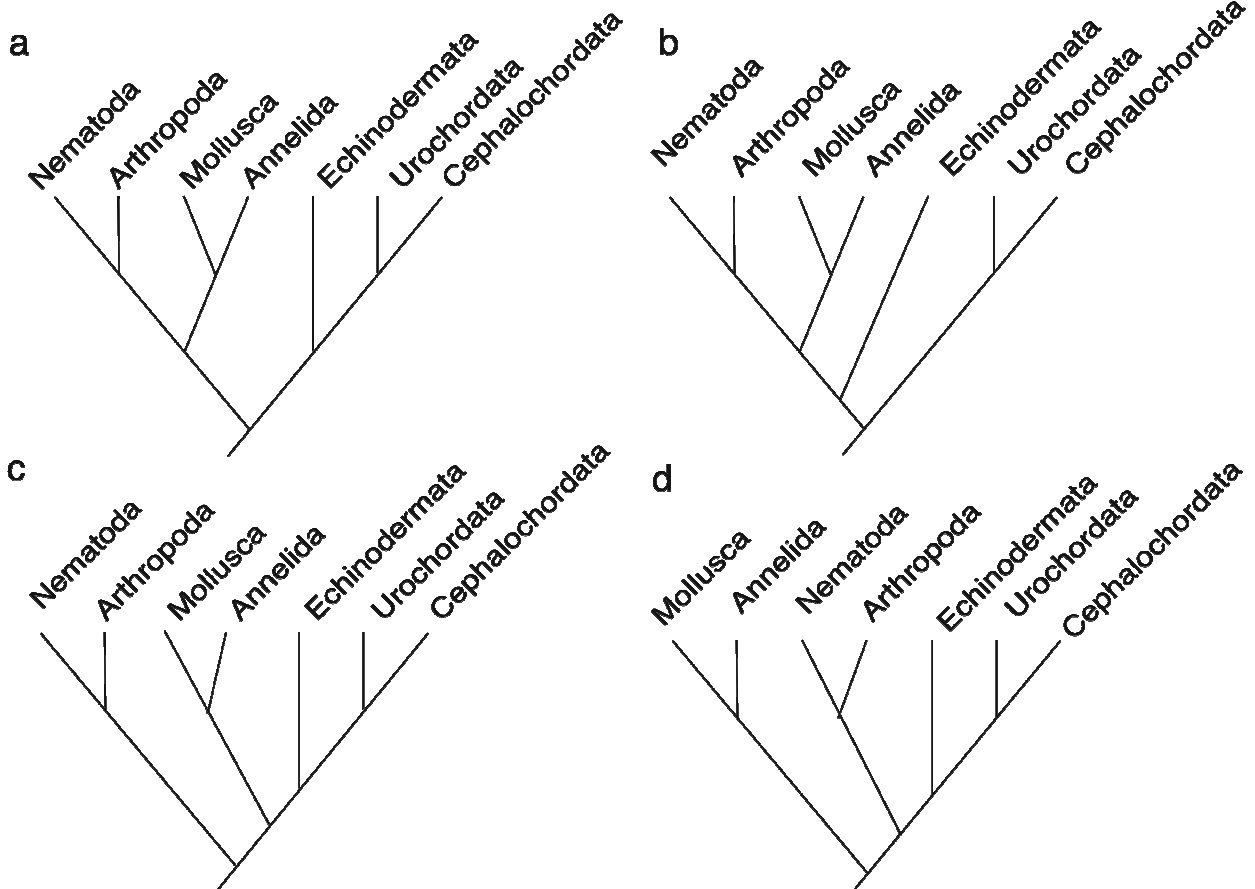 a
Nematoda
Arthropoda
Mollusca
Annelida
Echinodermata
Urochordata
Cephalochordata
b
Nematoda
Arthropoda
Mollusca
Annelida
Echinodermata
Urochordata
Cephalochordata
c
Nematoda
Arthropoda
Mollusca
Annelida
Echinodermata
Urochordata
Cephalochordata
d
Mollusca
Annelida
Nematoda
Arthropoda
Echinodermata
Urochordata
Cephalochordata